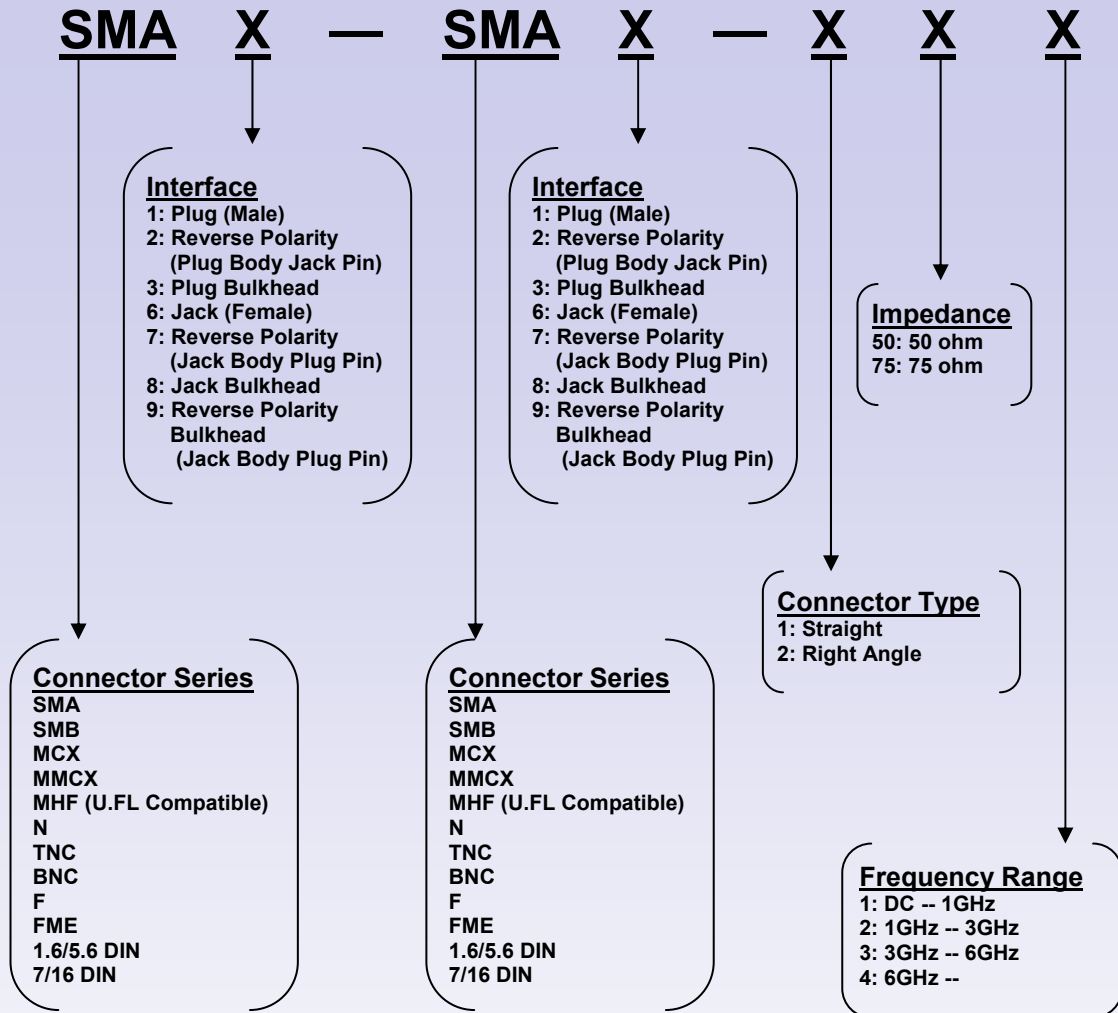 SMA X — SMA X — X X X
Interface
1: Plug (Male)
2: Reverse Polarity
(Plug Body Jack Pin)
3: Plug Bulkhead
6: Jack (Female)
7: Reverse Polarity
(Jack Body Plug Pin)
8: Jack Bulkhead
9: Reverse Polarity
Bulkhead
(Jack Body Plug Pin)
Interface
1: Plug (Male)
2: Reverse Polarity
(Plug Body Jack Pin)
3: Plug Bulkhead
6: Jack (Female)
7: Reverse Polarity
(Jack Body Plug Pin)
8: Jack Bulkhead
9: Reverse Polarity
Bulkhead
(Jack Body Plug Pin)
Impedance
50: 50 ohm
75: 75 ohm
Connector Type
1: Straight
2: Right Angle
Connector Series
SMA
SMB
MCX
MMCX
MHF (U.FL Compatible)
N
TNC
BNC
F
FME
1.6/5.6 DIN
7/16 DIN
Connector Series
SMA
SMB
MCX
MMCX
MHF (U.FL Compatible)
N
TNC
BNC
F
FME
1.6/5.6 DIN
7/16 DIN
Frequency Range
1: DC -- 1GHz
2: 1GHz -- 3GHz
3: 3GHz -- 6GHz
4: 6GHz --